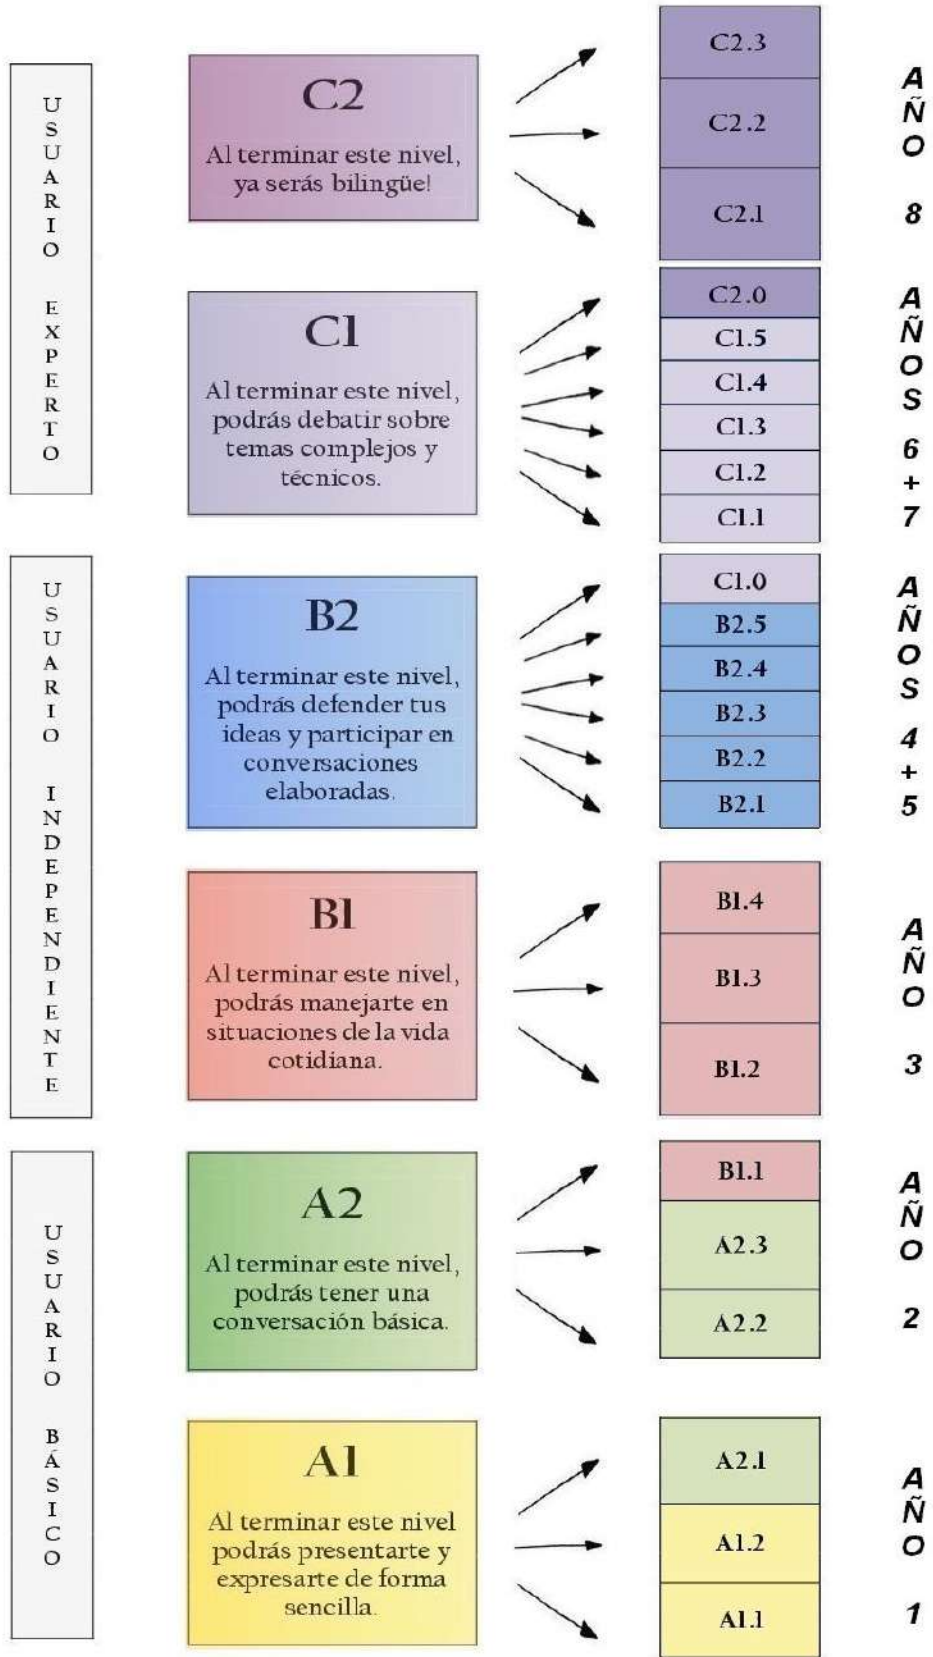 USUARIO EXPERTO
C2
Al terminar este nivel,
ya serás bilingüe!
C2.3
C2.2
C2.1
AÑO 8
C1
Al terminar este nivel,
podrás debatir sobre
temas complejos y
técnicos.
C2.0
C1.5
C1.4
C1.3
C1.2
C1.1
AÑOS 6+7
USUARIO INDEPENDIENTE
B2
Al terminar este nivel,
podrás defender tus
ideas y participar en
conversaciones
elaboradas.
C1.0
B2.5
B2.4
B2.3
B2.2
B2.1
AÑOS 4+5
B1
Al terminar este nivel,
podrás manejarte en
situaciones de la vida
cotidiana.
B1.4
B1.3
B1.2
AÑO 3
USUARIO BÁSICO
A2
Al terminar este nivel,
podrás tener una
conversación básica.
B1.1
A2.3
A2.2
AÑO 2
A1
Al terminar este nivel
podrás presentarte y
expresarte de forma
sencilla.
A2.1
A1.2
A1.1
AÑO 1